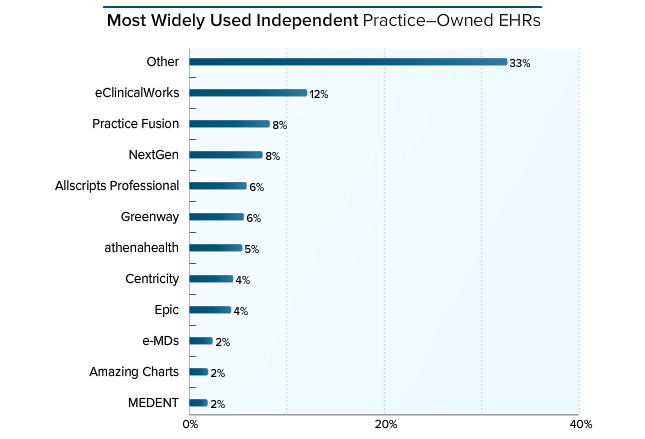 Most Widely Used Independent Practice–Owned EHRs
Other 33%
eClinicalWorks 12%
Practice Fusion 8%
NextGen 8%
Allscripts Professional 6%
Greenway 6%
athenahealth 5%
Centricity 4%
Epic 4%
e-MDs 2%
Amazing Charts 2%
MEDENT 2%
0% 20% 40%